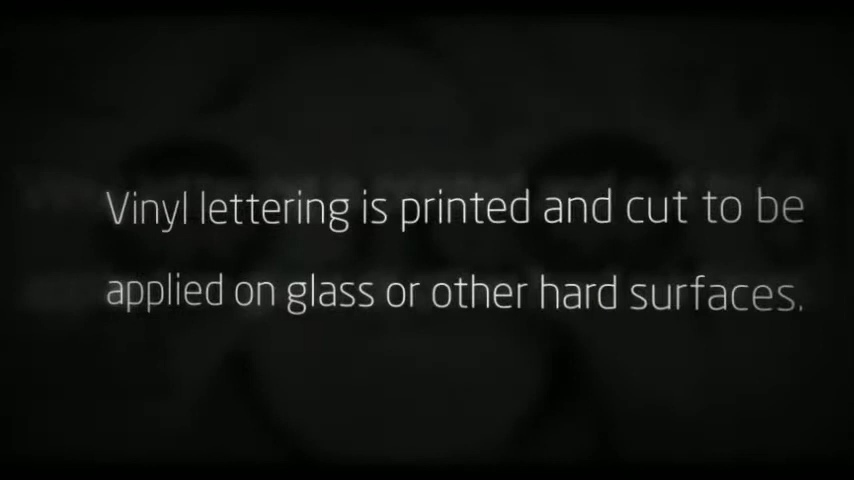 Vinyl lettering is printed and cut to be
applied on glass or other hard surfaces.